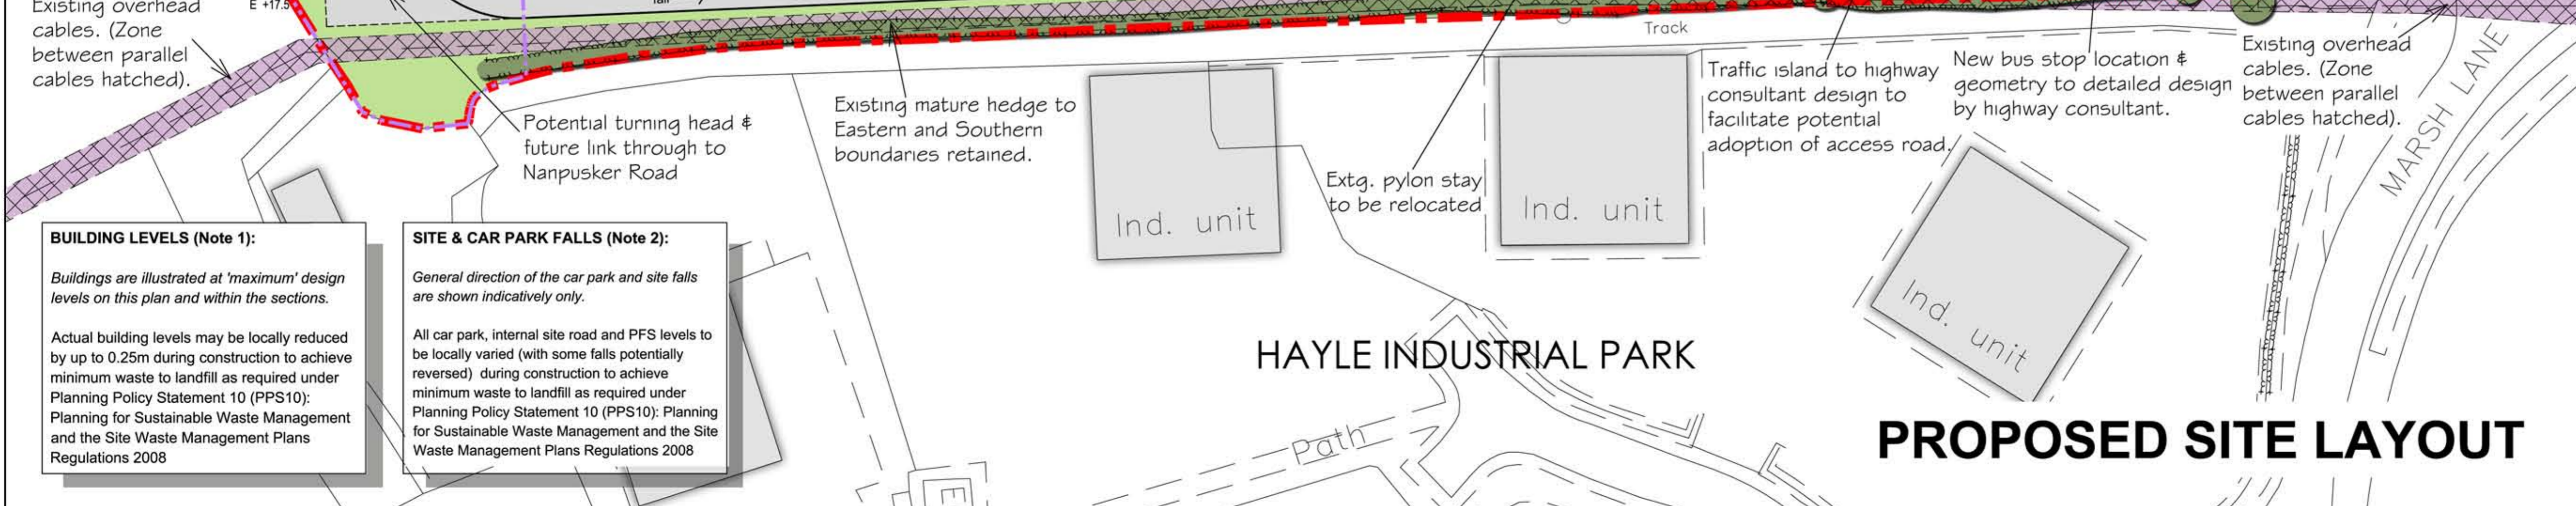 Existing overhead
cables. (Zone
between parallel
cables hatched).
E +17.5
fall
Potential turning head &
future link through to
Nanpusker Road
Existing mature hedge to
Eastern and Southern
boundaries retained.
Extg. pylon stay
to be relocated
Track
Traffic island to highway
consultant design to
facilitate potential
adoption of access road.
New bus stop location &
geometry to detailed design
by highway consultant.
Existing overhead
cables. (Zone
between parallel
cables hatched).
MARSH LANE
Ind. unit
Ind. unit
Ind. unit
BUILDING LEVELS (Note 1):
Buildings are illustrated at 'maximum' design
levels on this plan and within the sections.
Actual building levels may be locally reduced
by up to 0.25m during construction to achieve
minimum waste to landfill as required under
Planning Policy Statement 10 (PPS10):
Planning for Sustainable Waste Management
and the Site Waste Management Plans
Regulations 2008
SITE & CAR PARK FALLS (Note 2):
General direction of the car park and site falls
are shown indicatively only.
All car park, internal site road and PFS levels to
be locally varied (with some falls potentially
reversed) during construction to achieve
minimum waste to landfill as required under
Planning Policy Statement 10 (PPS10): Planning
for Sustainable Waste Management and the Site
Waste Management Plans Regulations 2008
HAYLE INDUSTRIAL PARK
Path
PROPOSED SITE LAYOUT